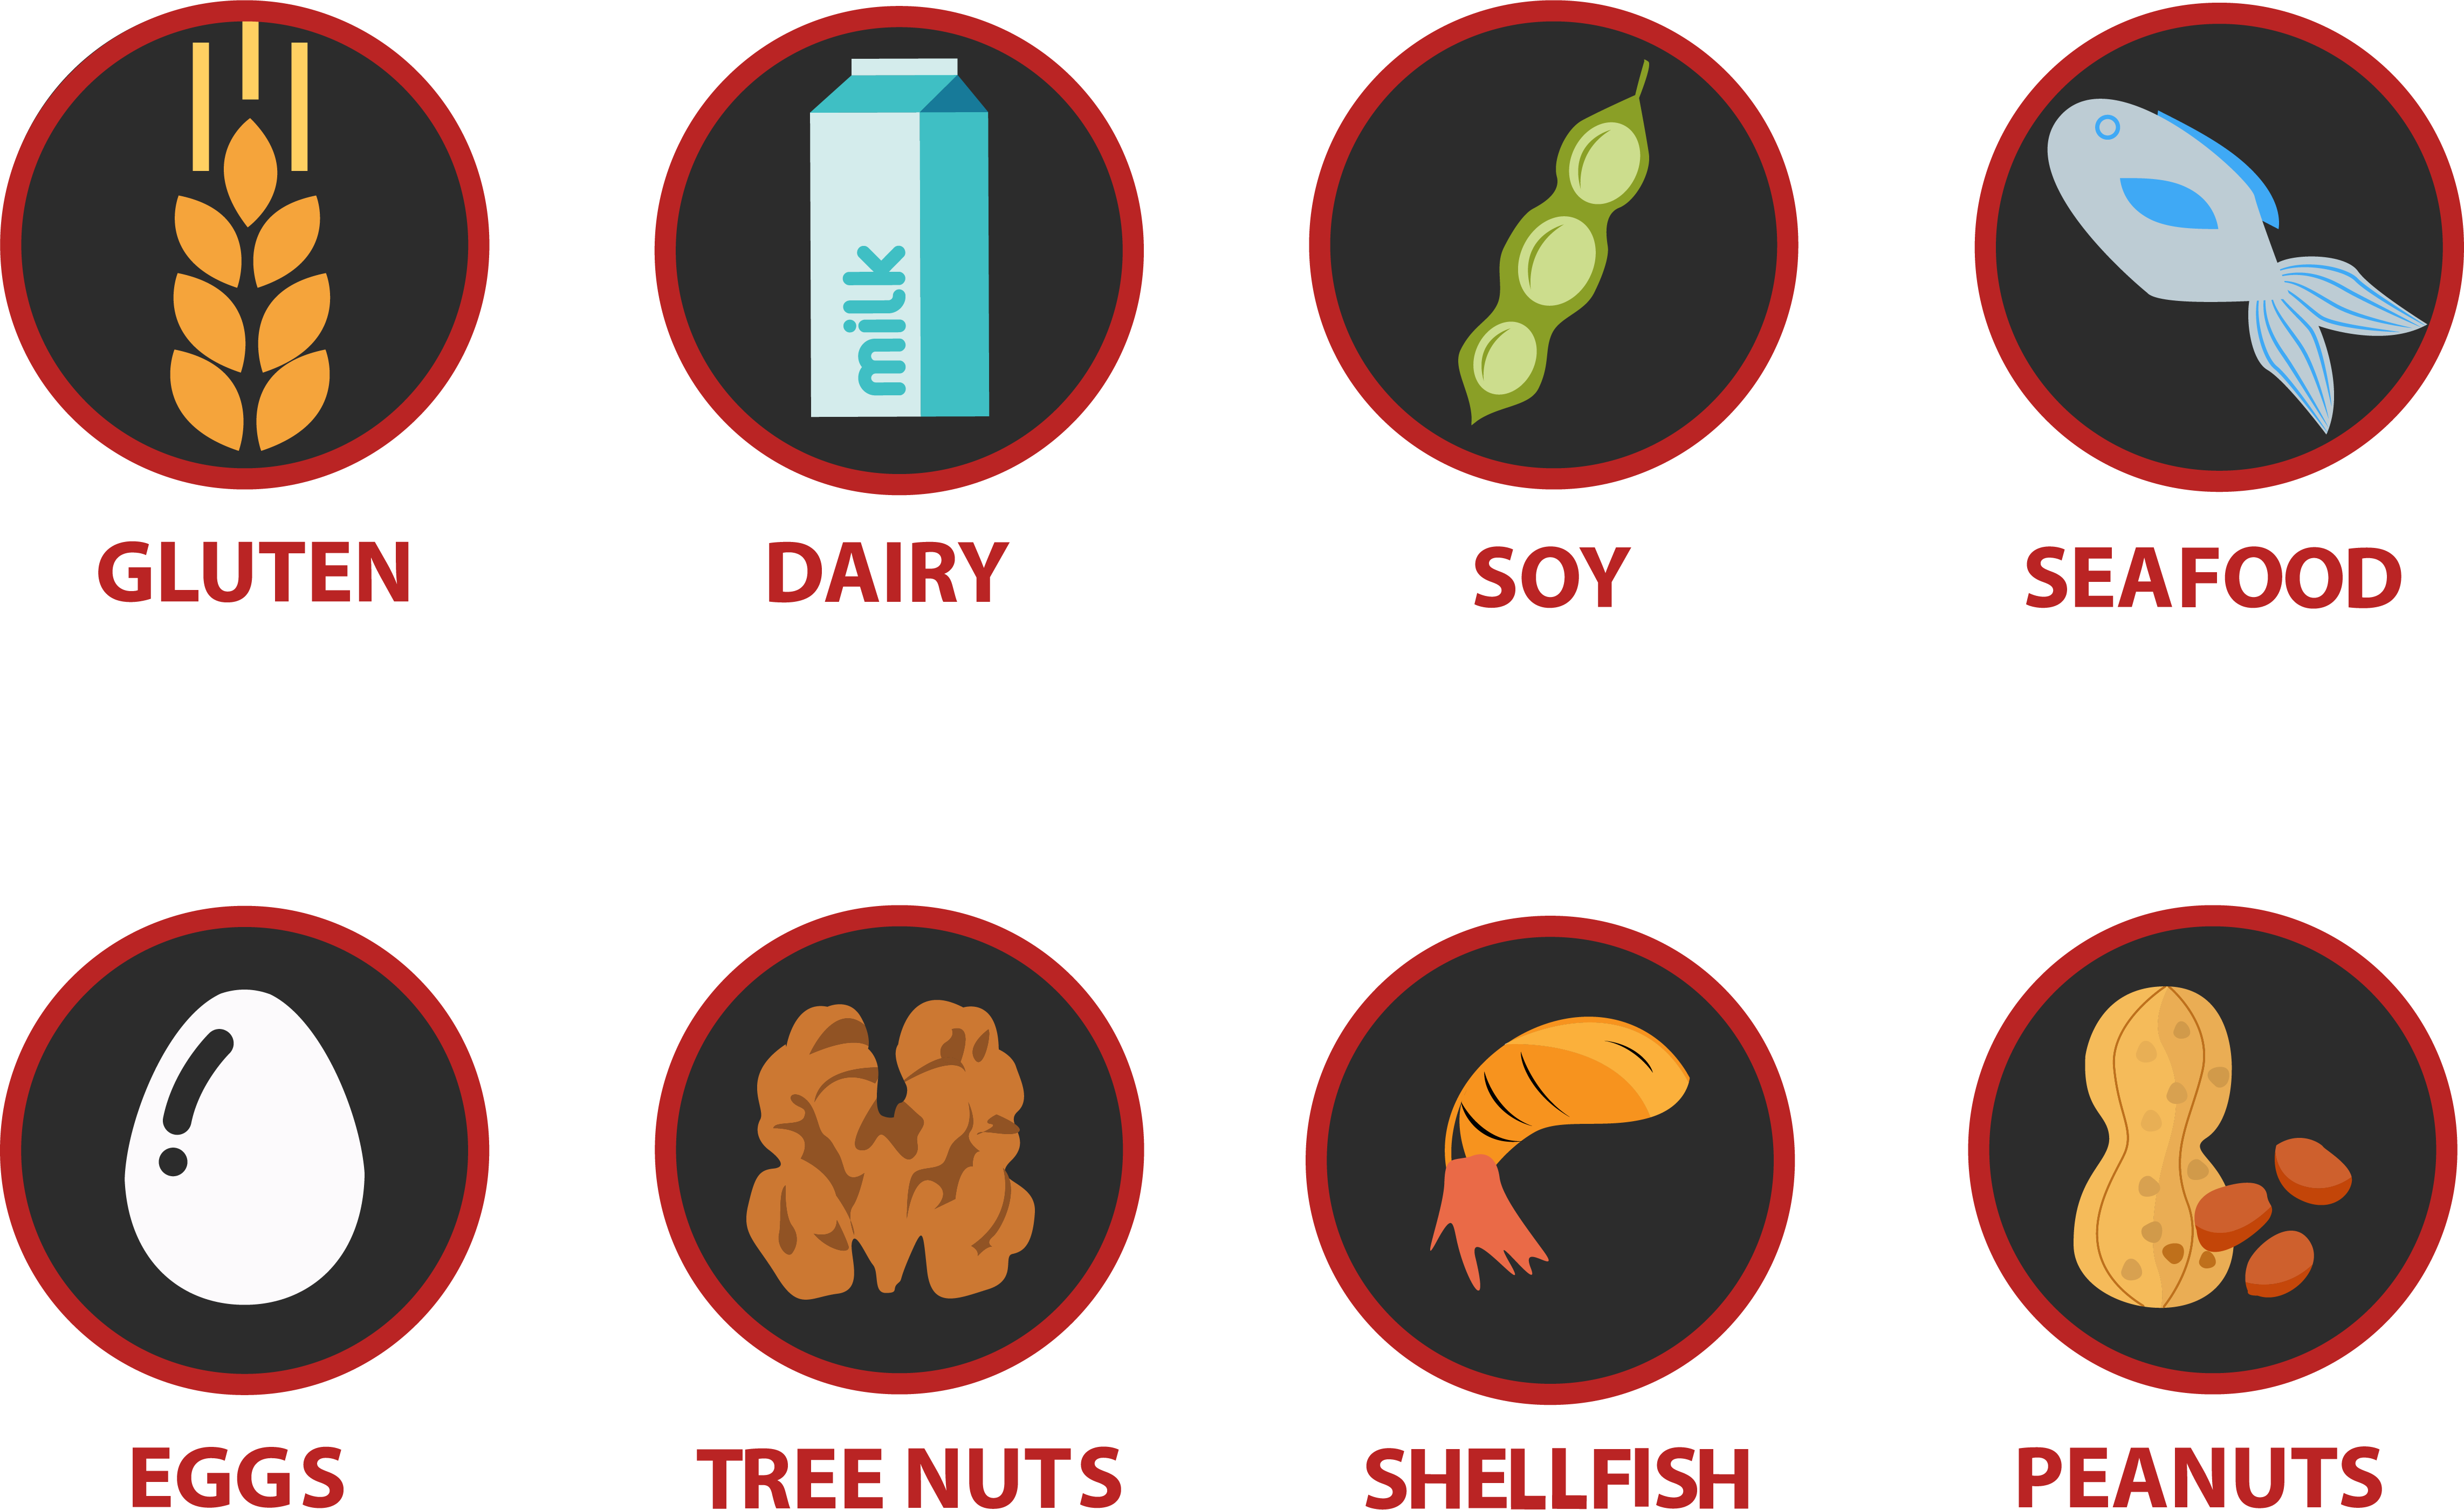 milk
GLUTEN
DAIRY
SOY
SEAFOOD
EGGS
TREE NUTS
SHELLFISH
PEANUTS